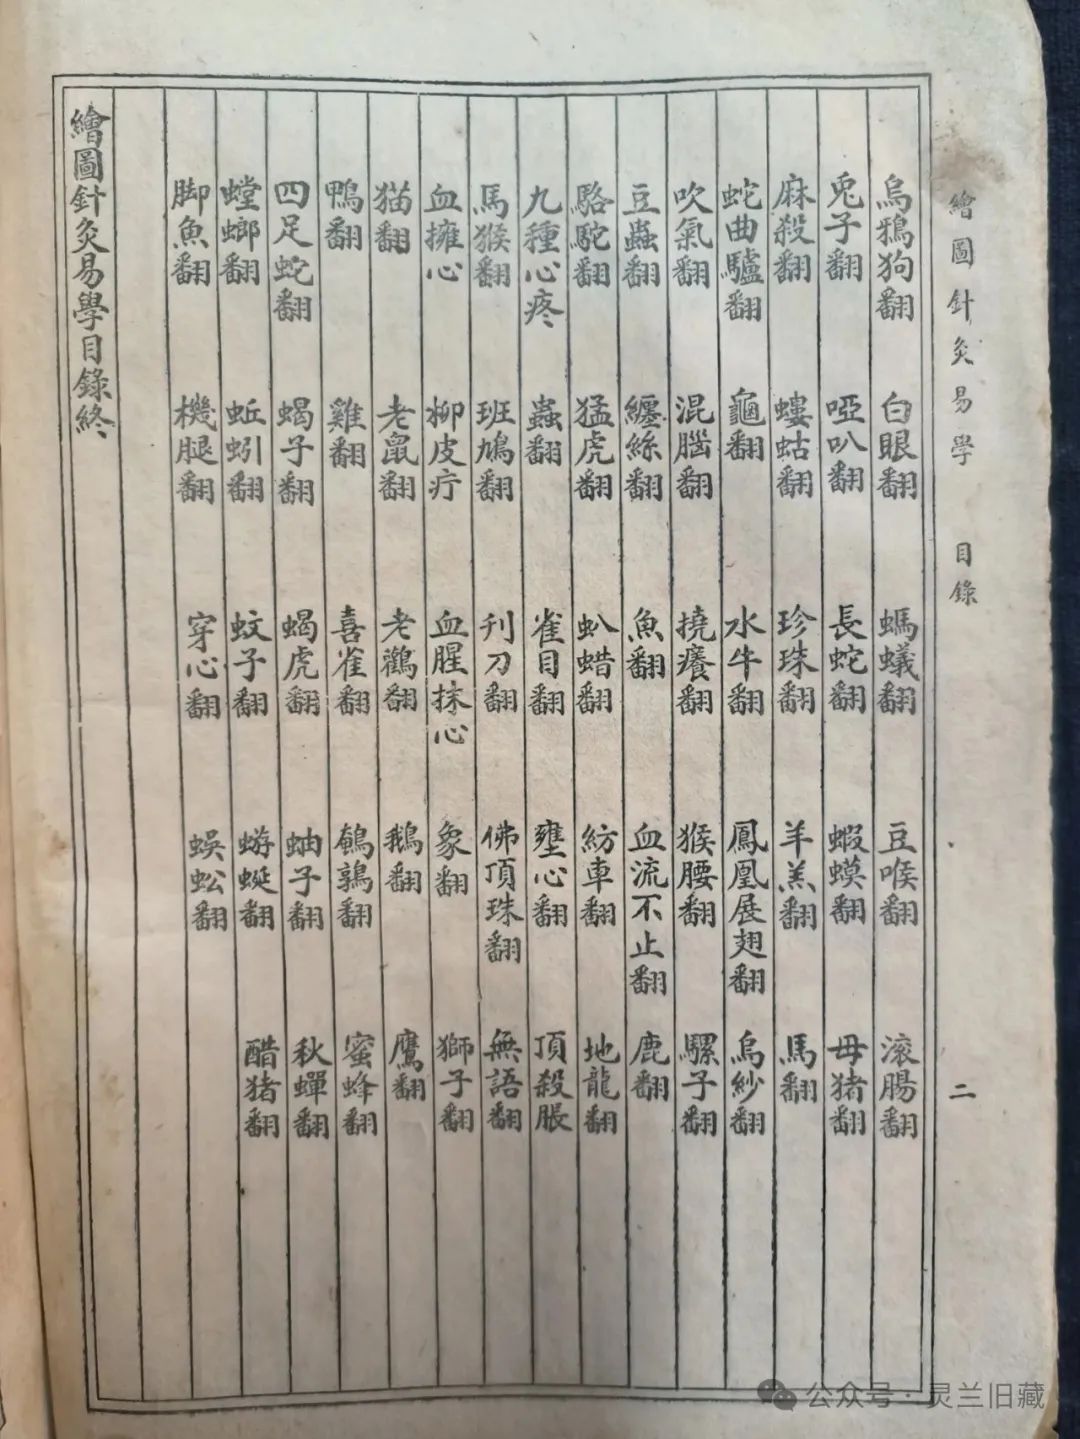 繪圖針灸易學 目錄 二
烏鴉狗翻 白眼翻 螞蟻翻 豆喉翻 滚腸翻
兎子翻 啞叭翻 長蛇翻 蝦蟆翻 母猪翻
麻殺翻 螻蛄翻 珍珠翻 羊羔翻 馬翻
蛇曲驢翻 龜翻 水牛翻 鳳凰展翅翻 烏紗翻
吹氣翻 混腦翻 撓癢翻 猴腰翻 騾子翻
豆蟲翻 纏絲翻 魚翻 血流不止翻 鹿翻
駱駝翻 猛虎翻 虯蜡翻 紡車翻 地龍翻
九種心疼 蟲翻 雀目翻 壅心翻 頂殺脹
馬猴翻 班鳩翻 刋刀翻 佛頂珠翻 無語翻
血擁心 柳皮疔 血腥抹心 象翻 獅子翻
猫翻 老鼠翻 老鸛翻 鵝翻 鷹翻
鴨翻 雞翻 喜雀翻 鵪鶉翻 蜜蜂翻
四足蛇翻 蝎子翻 蝎虎翻 蚰子翻 秋蟬翻
螳螂翻 蚯蚓翻 蚊子翻 蝣蜒翻 醋猪翻
脚魚翻 機腿翻 穿心翻 蜈蚣翻
繪圖針灸易學目錄終
公众号·灵兰旧藏